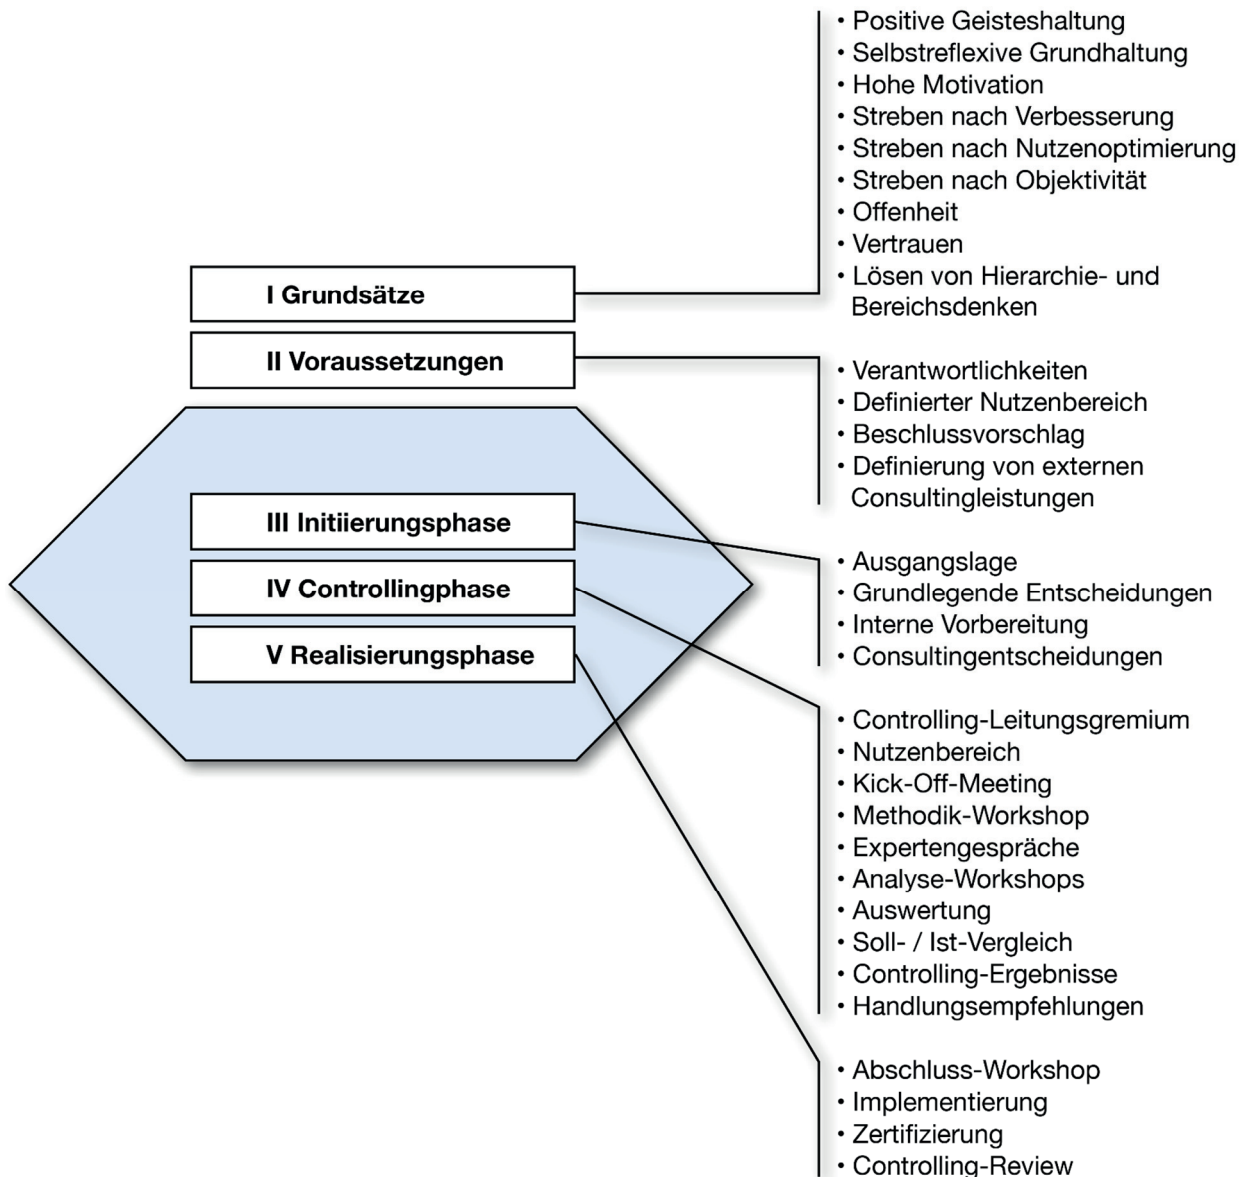 • Positive Geisteshaltung
• Selbstreflexive Grundhaltung
• Hohe Motivation
• Streben nach Verbesserung
• Streben nach Nutzenoptimierung
• Streben nach Objektivität
• Offenheit
• Vertrauen
• Lösen von Hierarchie- und
Bereichsdenken
I Grundsätze
II Voraussetzungen
• Verantwortlichkeiten
• Definierter Nutzenbereich
• Beschlussvorschlag
• Definierung von externen
Consultingleistungen
III Initiierungsphase
• Ausgangslage
• Grundlegende Entscheidungen
• Interne Vorbereitung
• Consultingentscheidungen
IV Controllingphase
• Controlling-Leitungsgremium
• Nutzenbereich
• Kick-Off-Meeting
• Methodik-Workshop
• Expertengespräche
• Analyse-Workshops
• Auswertung
• Soll- / Ist-Vergleich
• Controlling-Ergebnisse
• Handlungsempfehlungen
V Realisierungsphase
• Abschluss-Workshop
• Implementierung
• Zertifizierung
• Controlling-Review